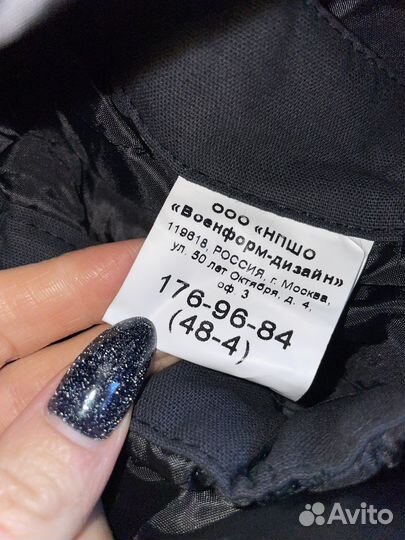 ООО «НПШО
«Военформ-дизайн»
119618, РОССИЯ, г. Москва,
ул. 50 лет Октября, д. 4,
оф 3
176-96-84
(48-4)
Avito